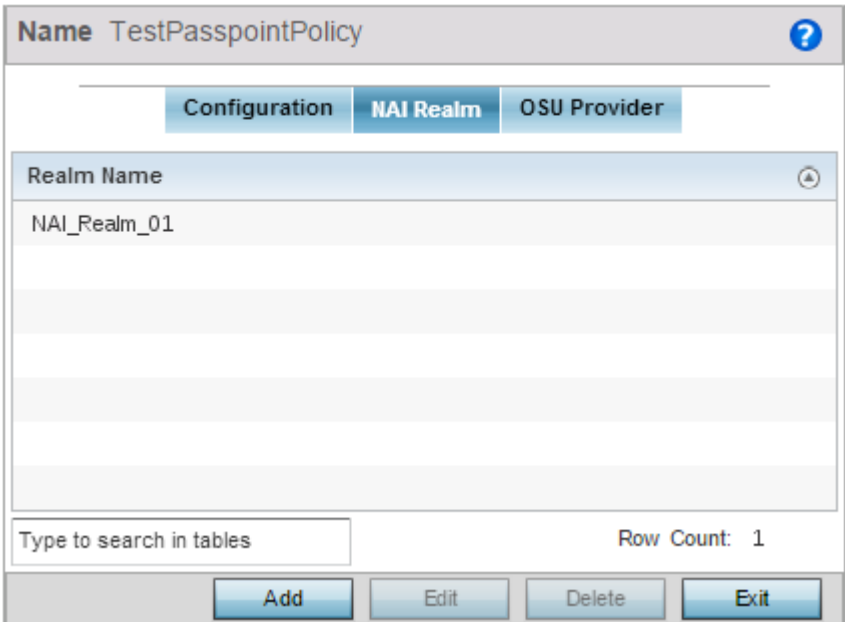 Name TestPasspointPolicy ?
Configuration NAI Realm OSU Provider
Realm Name
NAI_Realm_01
Type to search in tables Row Count: 1
Add Edit Delete Exit